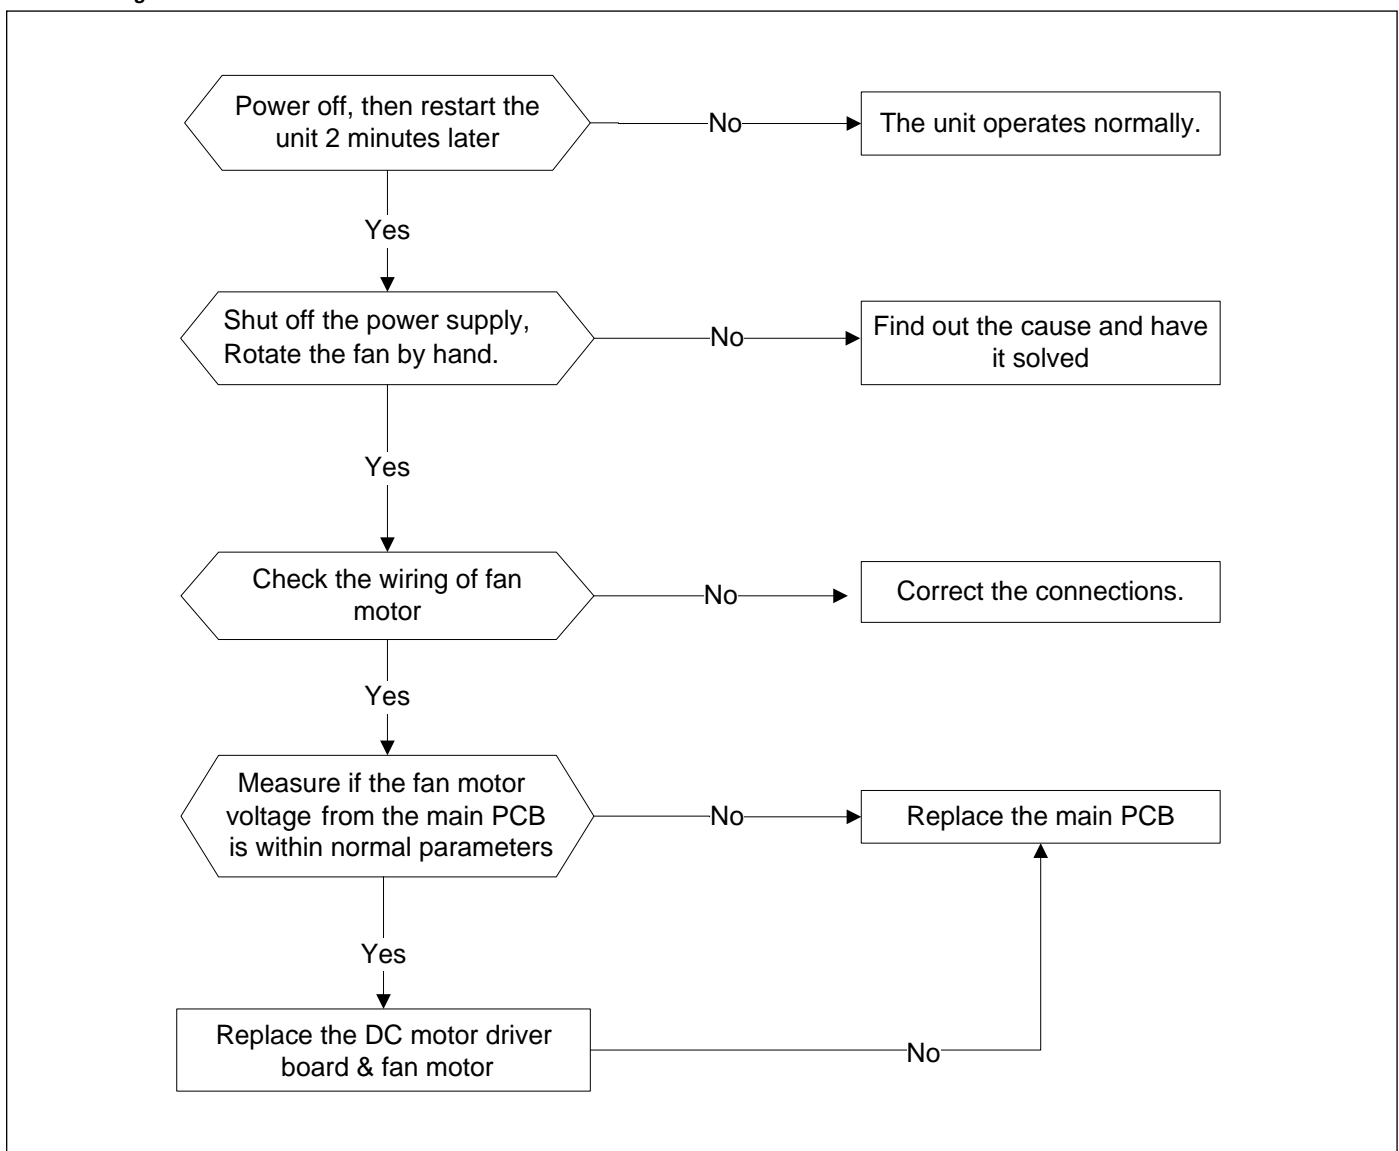 Power off, then restart the
unit 2 minutes later
No
The unit operates normally.
Yes
Shut off the power supply,
Rotate the fan by hand.
No
Find out the cause and have
it solved
Yes
Check the wiring of fan
motor
No
Correct the connections.
Yes
Measure if the fan motor
voltage from the main PCB
is within normal parameters
No
Replace the main PCB
Yes
Replace the DC motor driver
board & fan motor
No